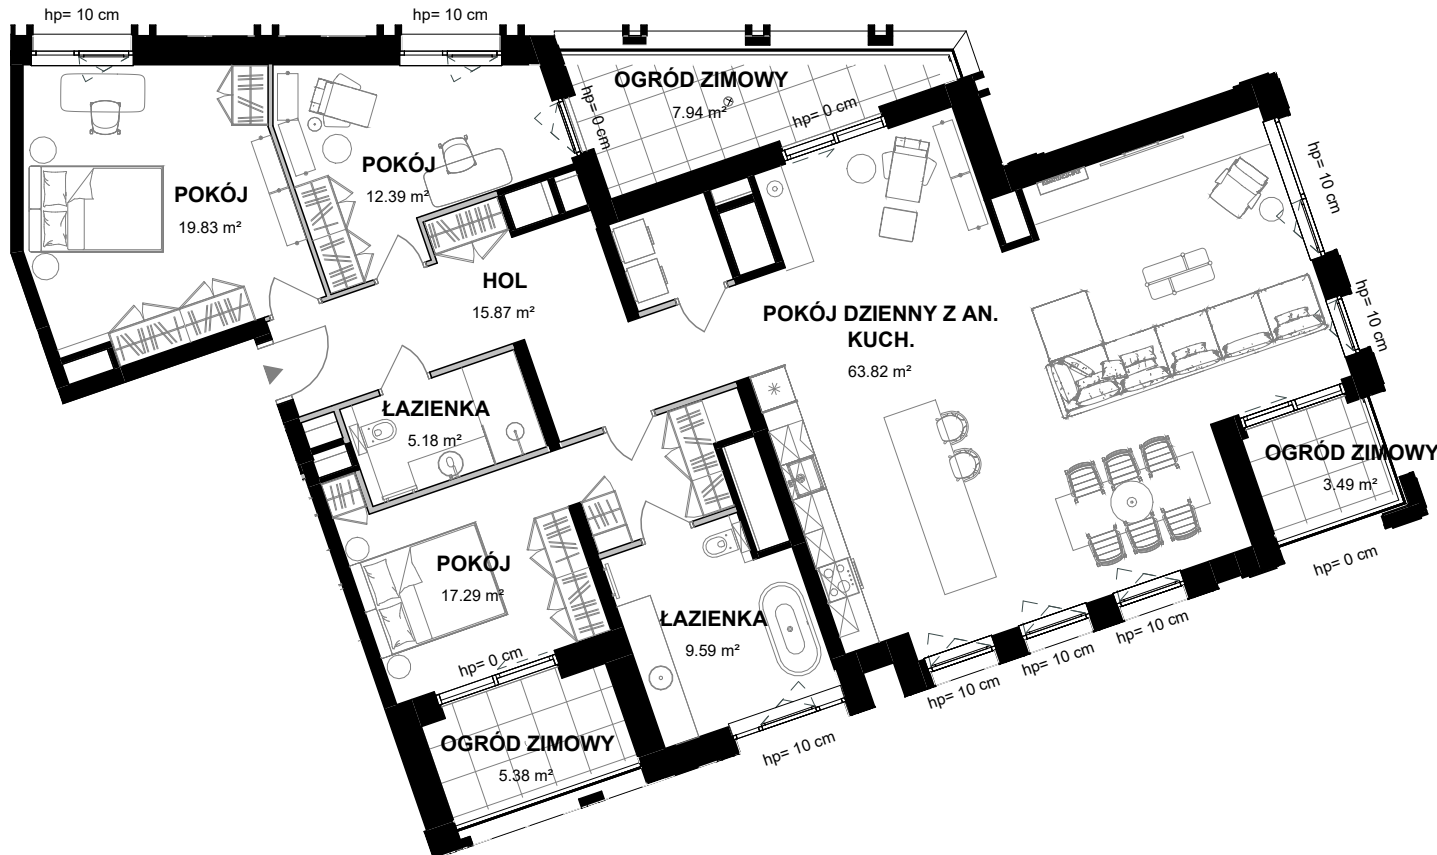 hp= 10 cm
hp= 10 cm
OGRÓD ZIMOWY
7.94 m²
hp= 0 cm
hp= 0 cm
POKÓJ
12.39 m²
POKÓJ
19.83 m²
hp= 10 cm
HOL
15.87 m²
hp= 10 cm
POKÓJ DZIENNY Z AN.
KUCH.
63.82 m²
ŁAZIENKA
5.18 m²
OGRÓD ZIMOWY
3.49 m²
hp= 0 cm
POKÓJ
17.29 m²
ŁAZIENKA
9.59 m²
hp= 10 cm
hp= 10 cm
hp= 10 cm
hp= 0 cm
OGRÓD ZIMOWY
5.38 m²
hp= 10 cm